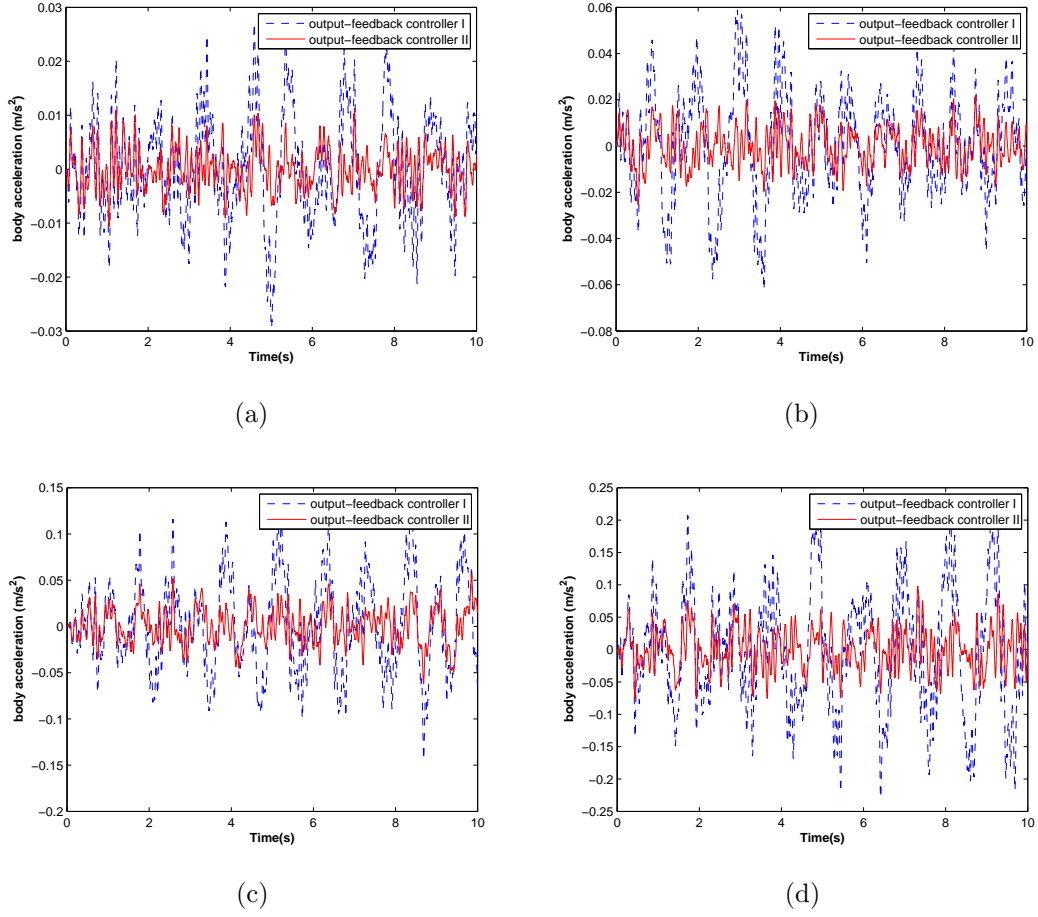 0.03
0.02
0.01
0
−0.01
−0.02
−0.03
body acceleration (m/s²)
output−feedback controller I
output−feedback controller II
0 2 4 6 8 10
Time(s)
(a)
0.06
0.04
0.02
0
−0.02
−0.04
−0.06
−0.08
body acceleration (m/s²)
output−feedback controller I
output−feedback controller II
0 2 4 6 8 10
Time(s)
(b)
0.15
0.1
0.05
0
−0.05
−0.1
−0.15
−0.2
body acceleration (m/s²)
output−feedback controller I
output−feedback controller II
0 2 4 6 8 10
Time(s)
(c)
0.25
0.2
0.15
0.1
0.05
0
−0.05
−0.1
−0.15
−0.2
−0.25
body acceleration (m/s²)
output−feedback controller I
output−feedback controller II
0 2 4 6 8 10
Time(s)
(d)